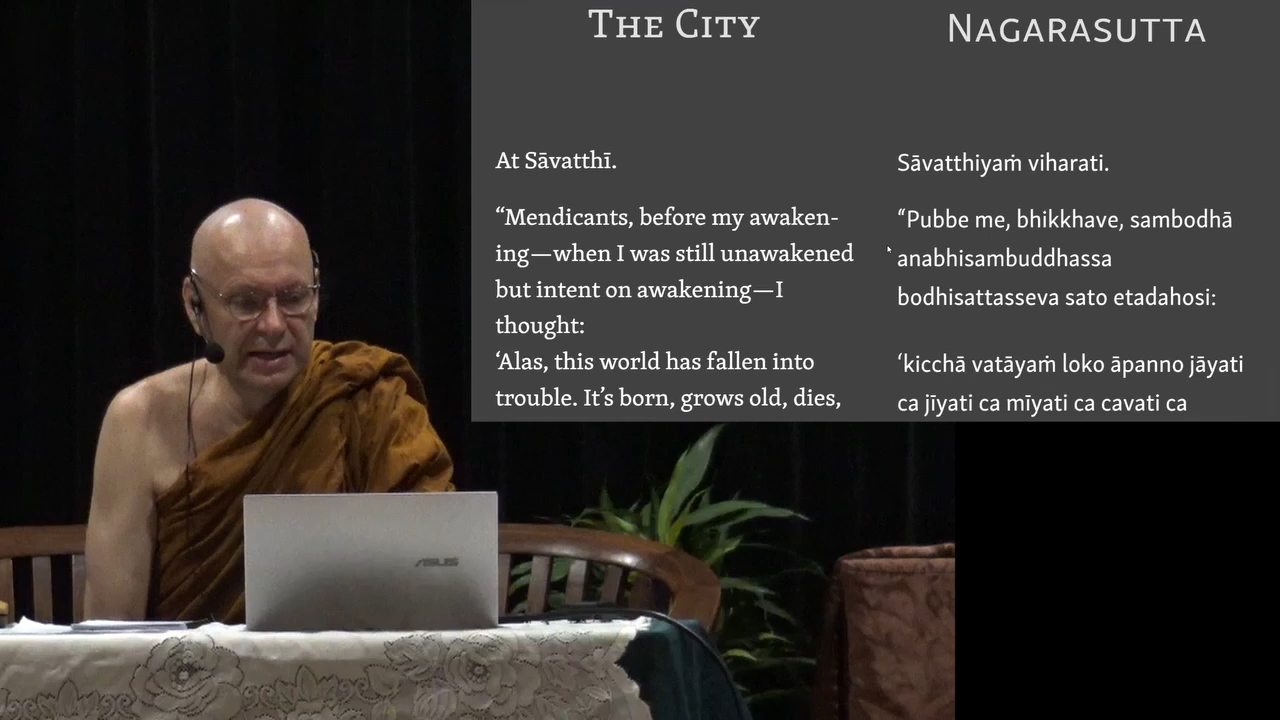 The City
At Sāvatthī.
“Mendicants, before my awaken-
ing—when I was still unawakened
but intent on awakening—I
thought:
‘Alas, this world has fallen into
trouble. It’s born, grows old, dies,
Nagarasutta
Sāvatthiyaṁ viharati.
“Pubbe me, bhikkhave, sambodhā
anabhisambuddhassa
bodhisattasseva sato etadahosi:
‘kicchā vatāyaṁ loko āpanno jāyati
ca jīyati ca mīyati ca cavati ca
ASUS